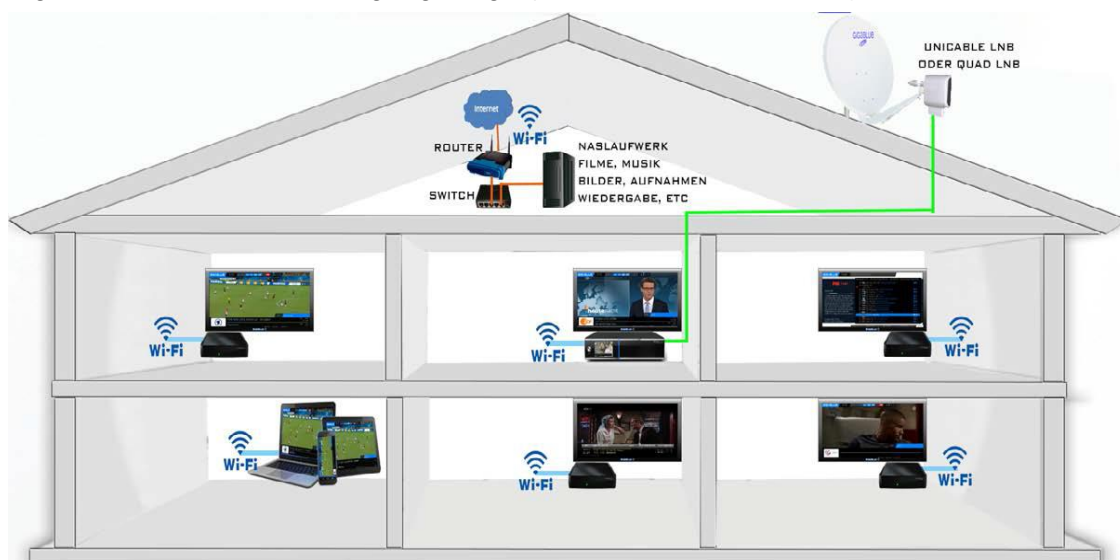 GIGABLUE
UNICABLE LNB
ODER QUAD LNB
Internet
Wi-Fi
ROUTER
SWITCH
NASLAUFWERK
FILME, MUSIK
BILDER, AUFNAHMEN
WIEDERGABE, ETC
Wi-Fi
Wi-Fi
Wi-Fi
Wi-Fi
Wi-Fi
Wi-Fi